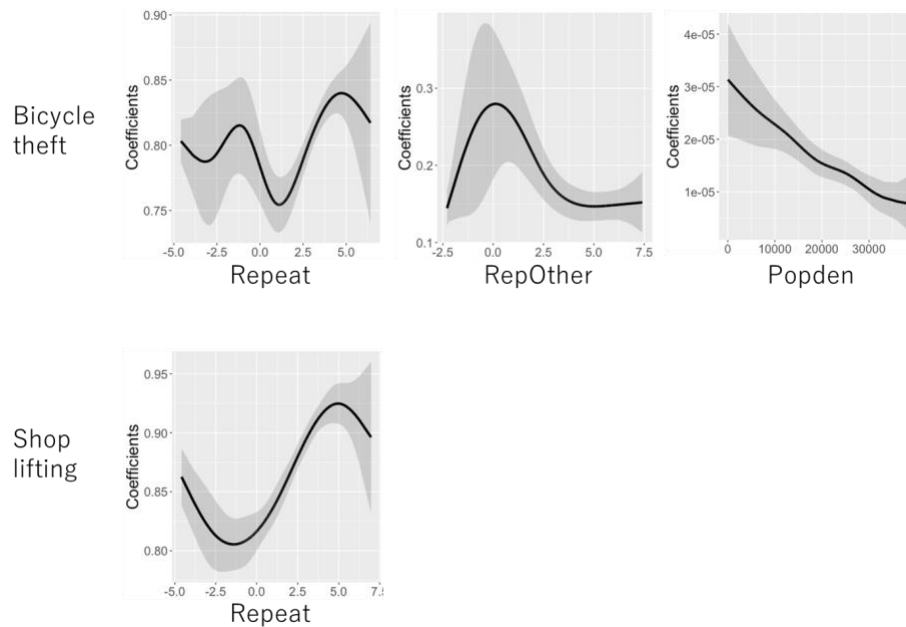 Bicycle
theft
Coefficients
0.90
0.85
0.80
0.75
-5.0 -2.5 0.0 2.5 5.0
Repeat
Coefficients
0.3
0.2
0.1
-2.5 0.0 2.5 5.0 7.5
RepOther
Coefficients
4e-05
3e-05
2e-05
1e-05
0 10000 20000 30000
Popden
Shop
lifting
Coefficients
0.95
0.90
0.85
0.80
-5.0 -2.5 0.0 2.5 5.0
Repeat